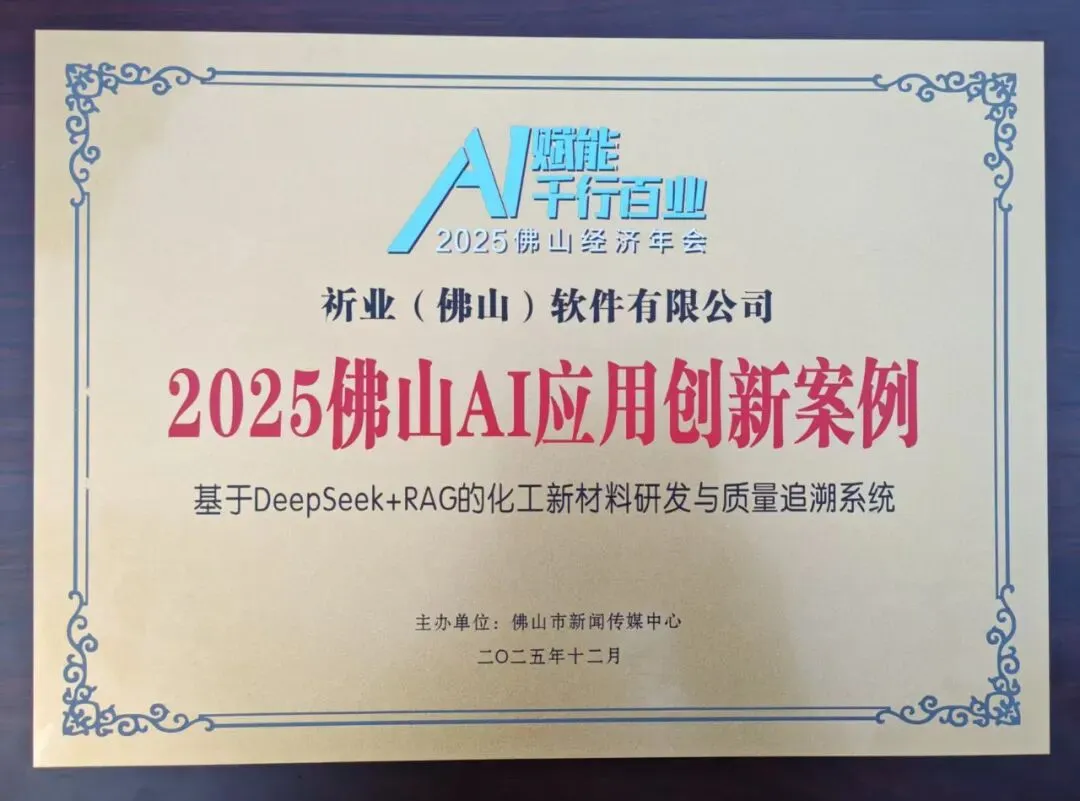 AI赋能
千行百业
2025佛山经济年会
祈业（佛山）软件有限公司
2025佛山AI应用创新案例
基于DeepSeek+RAG的化工新材料研发与质量追溯系统
主办单位：佛山市新闻传媒中心
二〇二五年十二月